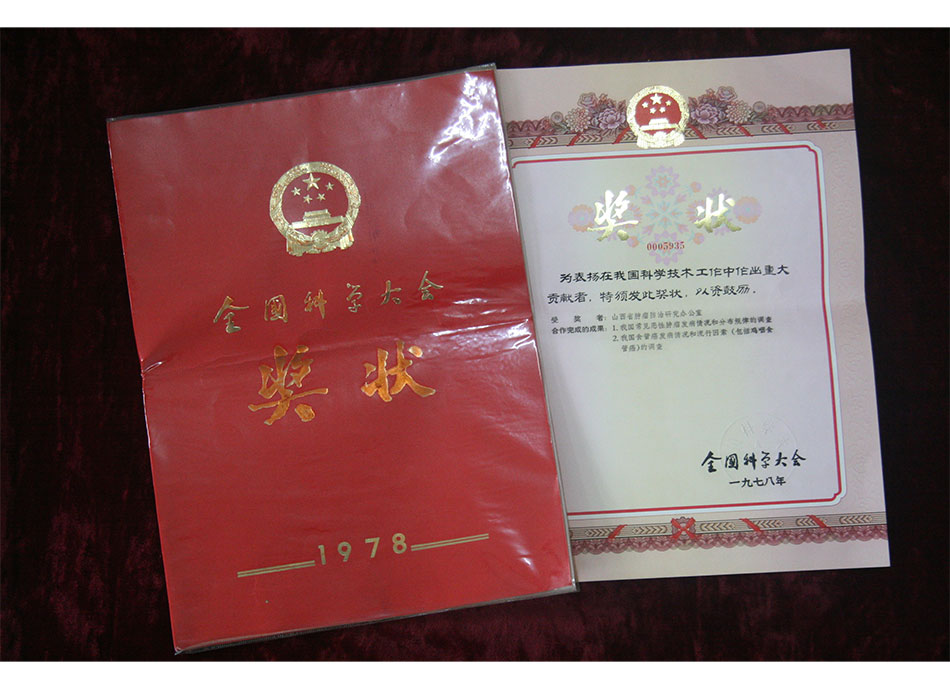 全国科学大会
奖状
1978
奖状
0005935
为表扬在我国科学技术工作中作出重大
贡献者，特颁发此奖状，以资鼓励。
受奖者：山西省肿瘤防治研究办公室
合作完成的成果：1.我国常见恶性肿瘤发病情况和分布规律的调查
2.我国食管癌发病情况和流行因素（包括鸡咽食
管癌）的调查
全国科学大会
一九七八年